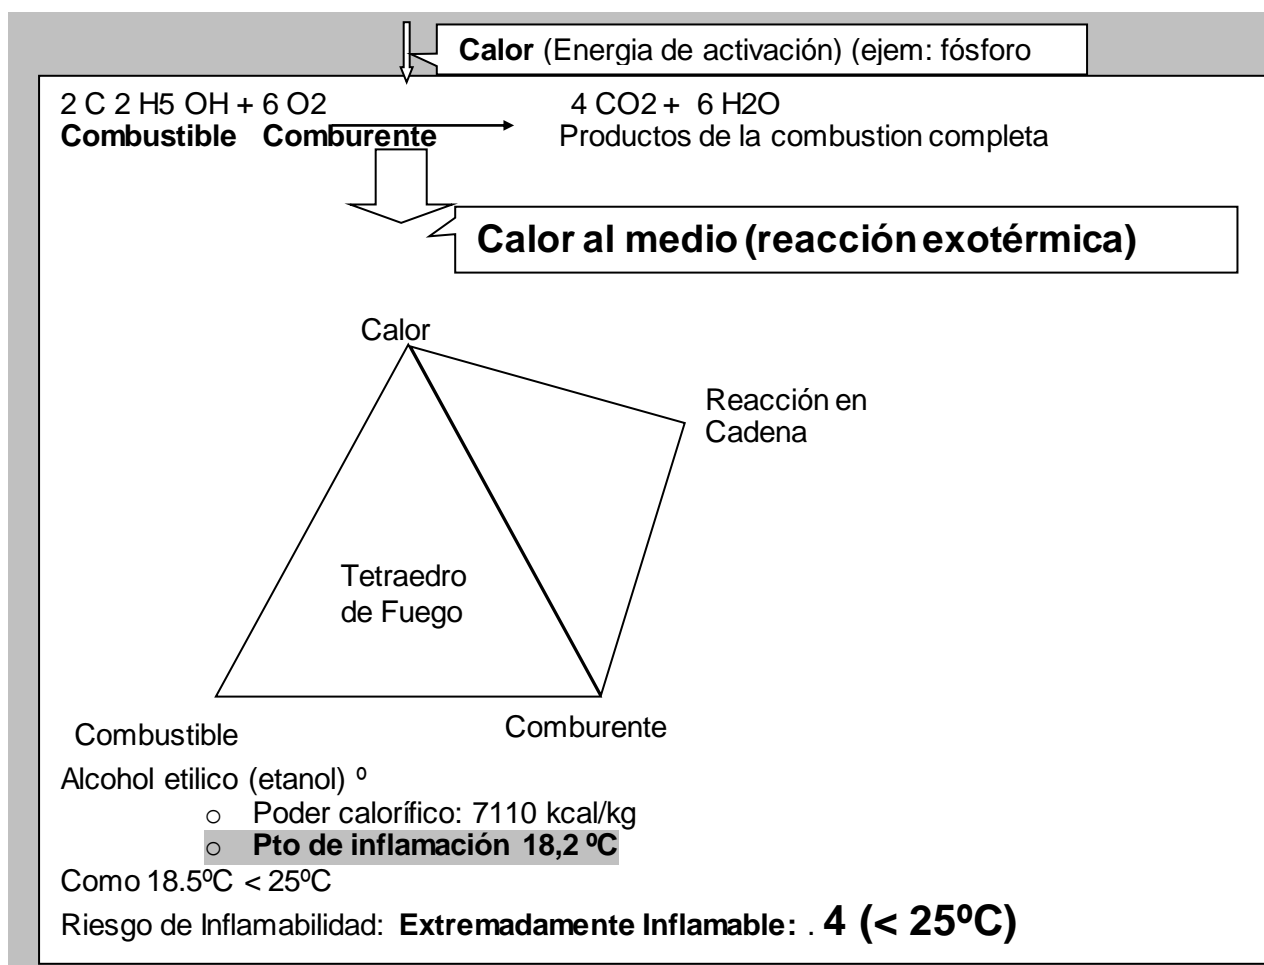 Calor (Energia de activación) (ejem: fósforo
2 C 2 H5 OH + 6 O2 4 CO2 + 6 H2O
Combustible Comburente Productos de la combustion completa
Calor al medio (reacción exotérmica)
Calor
Reacción en
Cadena
Tetraedro
de Fuego
Comburente
Combustible
Alcohol etilico (etanol) º
o Poder calorífico: 7110 kcal/kg
o Pto de inflamación 18,2 ºC
Como 18.5ºC < 25ºC
Riesgo de Inflamabilidad: Extremadamente Inflamable: . 4 (< 25ºC)